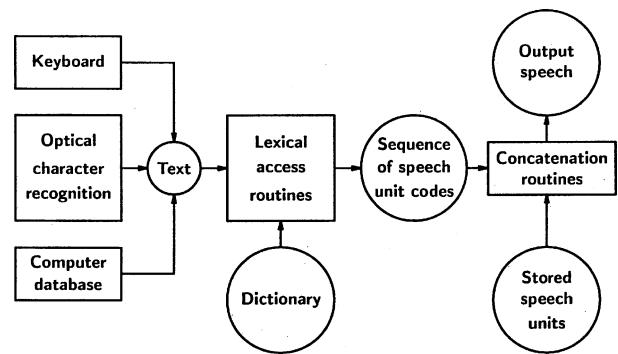 Keyboard
Optical
character
recognition
Computer
database
Text
Lexical
access
routines
Dictionary
Sequence
of speech
unit codes
Output
speech
Concatenation
routines
Stored
speech
units